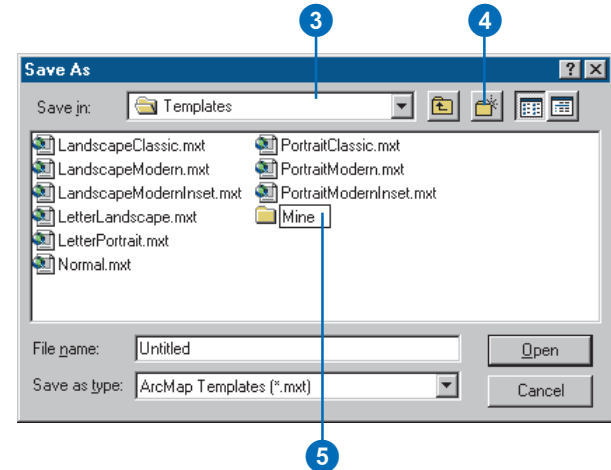 3 4
Save As
Save in: Templates
LandscapeClassic.mxt PortraitClassic.mxt
LandscapeModern.mxt PortraitModern.mxt
LandscapeModernInset.mxt PortraitModernInset.mxt
LetterLandscape.mxt Mine
LetterPortrait.mxt
Normal.mxt
File name: Untitled Open
Save as type: ArcMap Templates (*.mxt) Cancel
5